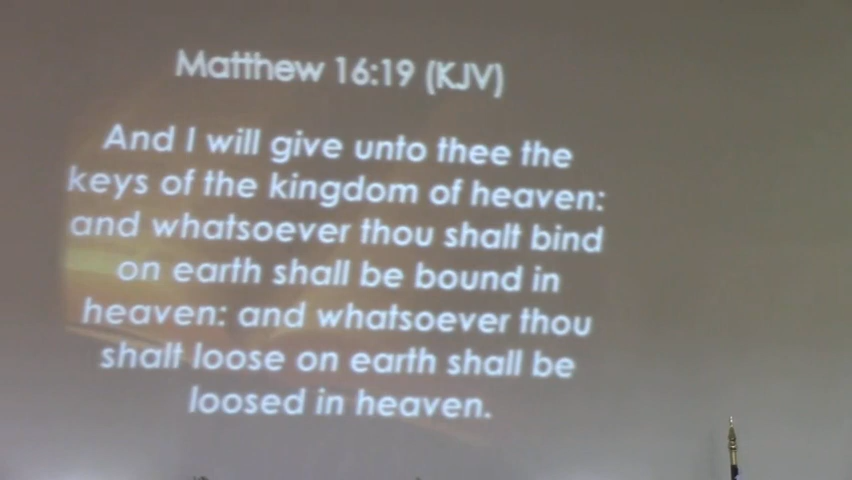 Matthew 16:19 (KJV)
And I will give unto thee the
keys of the kingdom of heaven:
and whatsoever thou shalt bind
on earth shall be bound in
heaven: and whatsoever thou
shalt loose on earth shall be
loosed in heaven.